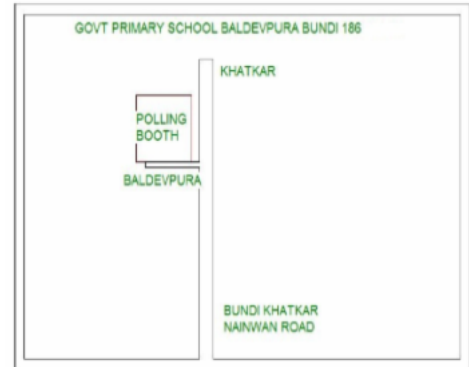 GOVT PRIMARY SCHOOL BALDEVPURA BUNDI 186
KHATKAR
POLLING
BOOTH
BALDEVPURA
BUNDI KHATKAR
NAINWAN ROAD